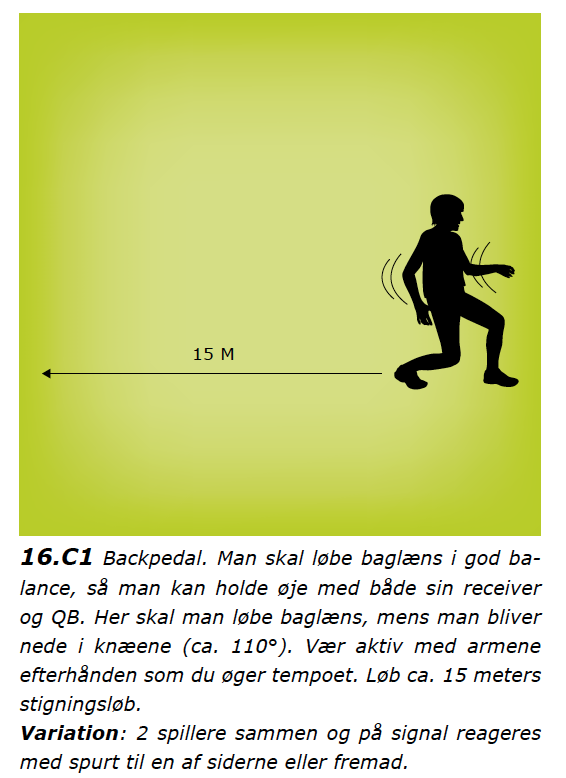 15 M
16.C1 Backpedal. Man skal løbe baglæns i god ba-
lance, så man kan holde øje med både sin receiver
og QB. Her skal man løbe baglæns, mens man bliver
nede i knæene (ca. 110°). Vær aktiv med armene
efterhånden som du øger tempoet. Løb ca. 15 meters
stigningsløb.
Variation: 2 spillere sammen og på signal reageres
med spurt til en af siderne eller fremad.